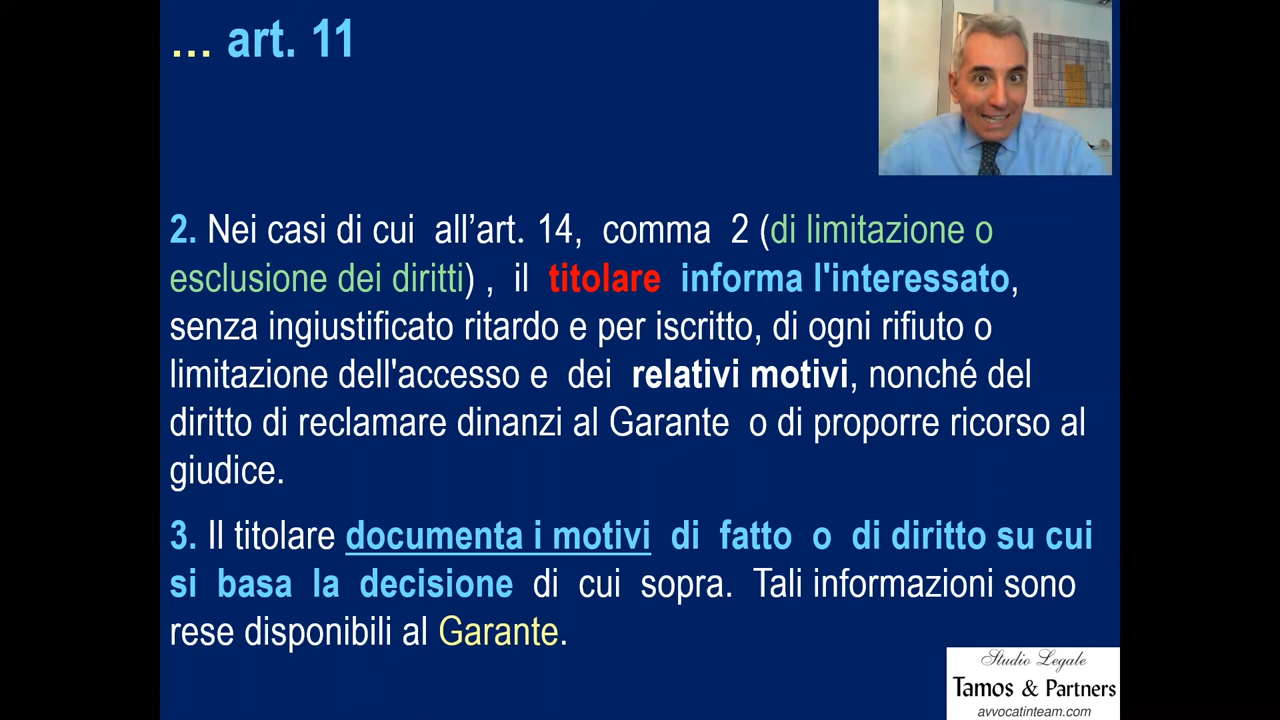 ... art. 11
2. Nei casi di cui all’art. 14, comma 2 (di limitazione o
esclusione dei diritti) , il titolare informa l'interessato,
senza ingiustificato ritardo e per iscritto, di ogni rifiuto o
limitazione dell'accesso e dei relativi motivi, nonché del
diritto di reclamare dinanzi al Garante o di proporre ricorso al
giudice.
3. Il titolare documenta i motivi di fatto o di diritto su cui
si basa la decisione di cui sopra. Tali informazioni sono
rese disponibili al Garante.
Studio Legale
Tamos & Partners
avvocatinteam.com